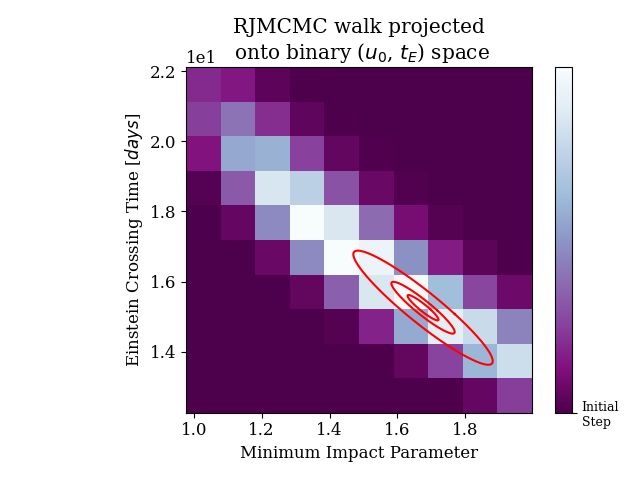 RJMCMC walk projected
onto binary (u₀, t_E) space
1e1
2.2
2.0
1.8
1.6
1.4
Einstein Crossing Time [days]
1.0 1.2 1.4 1.6 1.8
Minimum Impact Parameter
Initial
Step